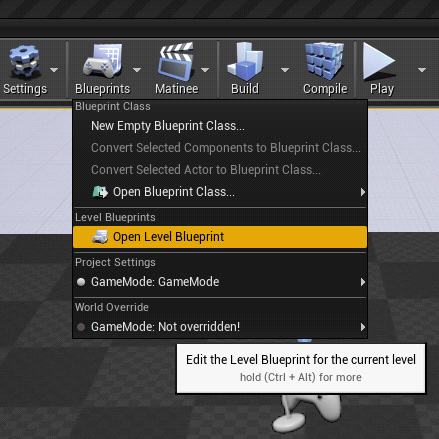 Settings Blueprints Matinee Build Compile Play
Blueprint Class
New Empty Blueprint Class...
Convert Selected Components to Blueprint Class...
Convert Selected Actor to Blueprint Class...
Open Blueprint Class...
Level Blueprints
Open Level Blueprint
Project Settings
GameMode: GameMode
World Override
GameMode: Not overridden!
Edit the Level Blueprint for the current level
hold (Ctrl + Alt) for more